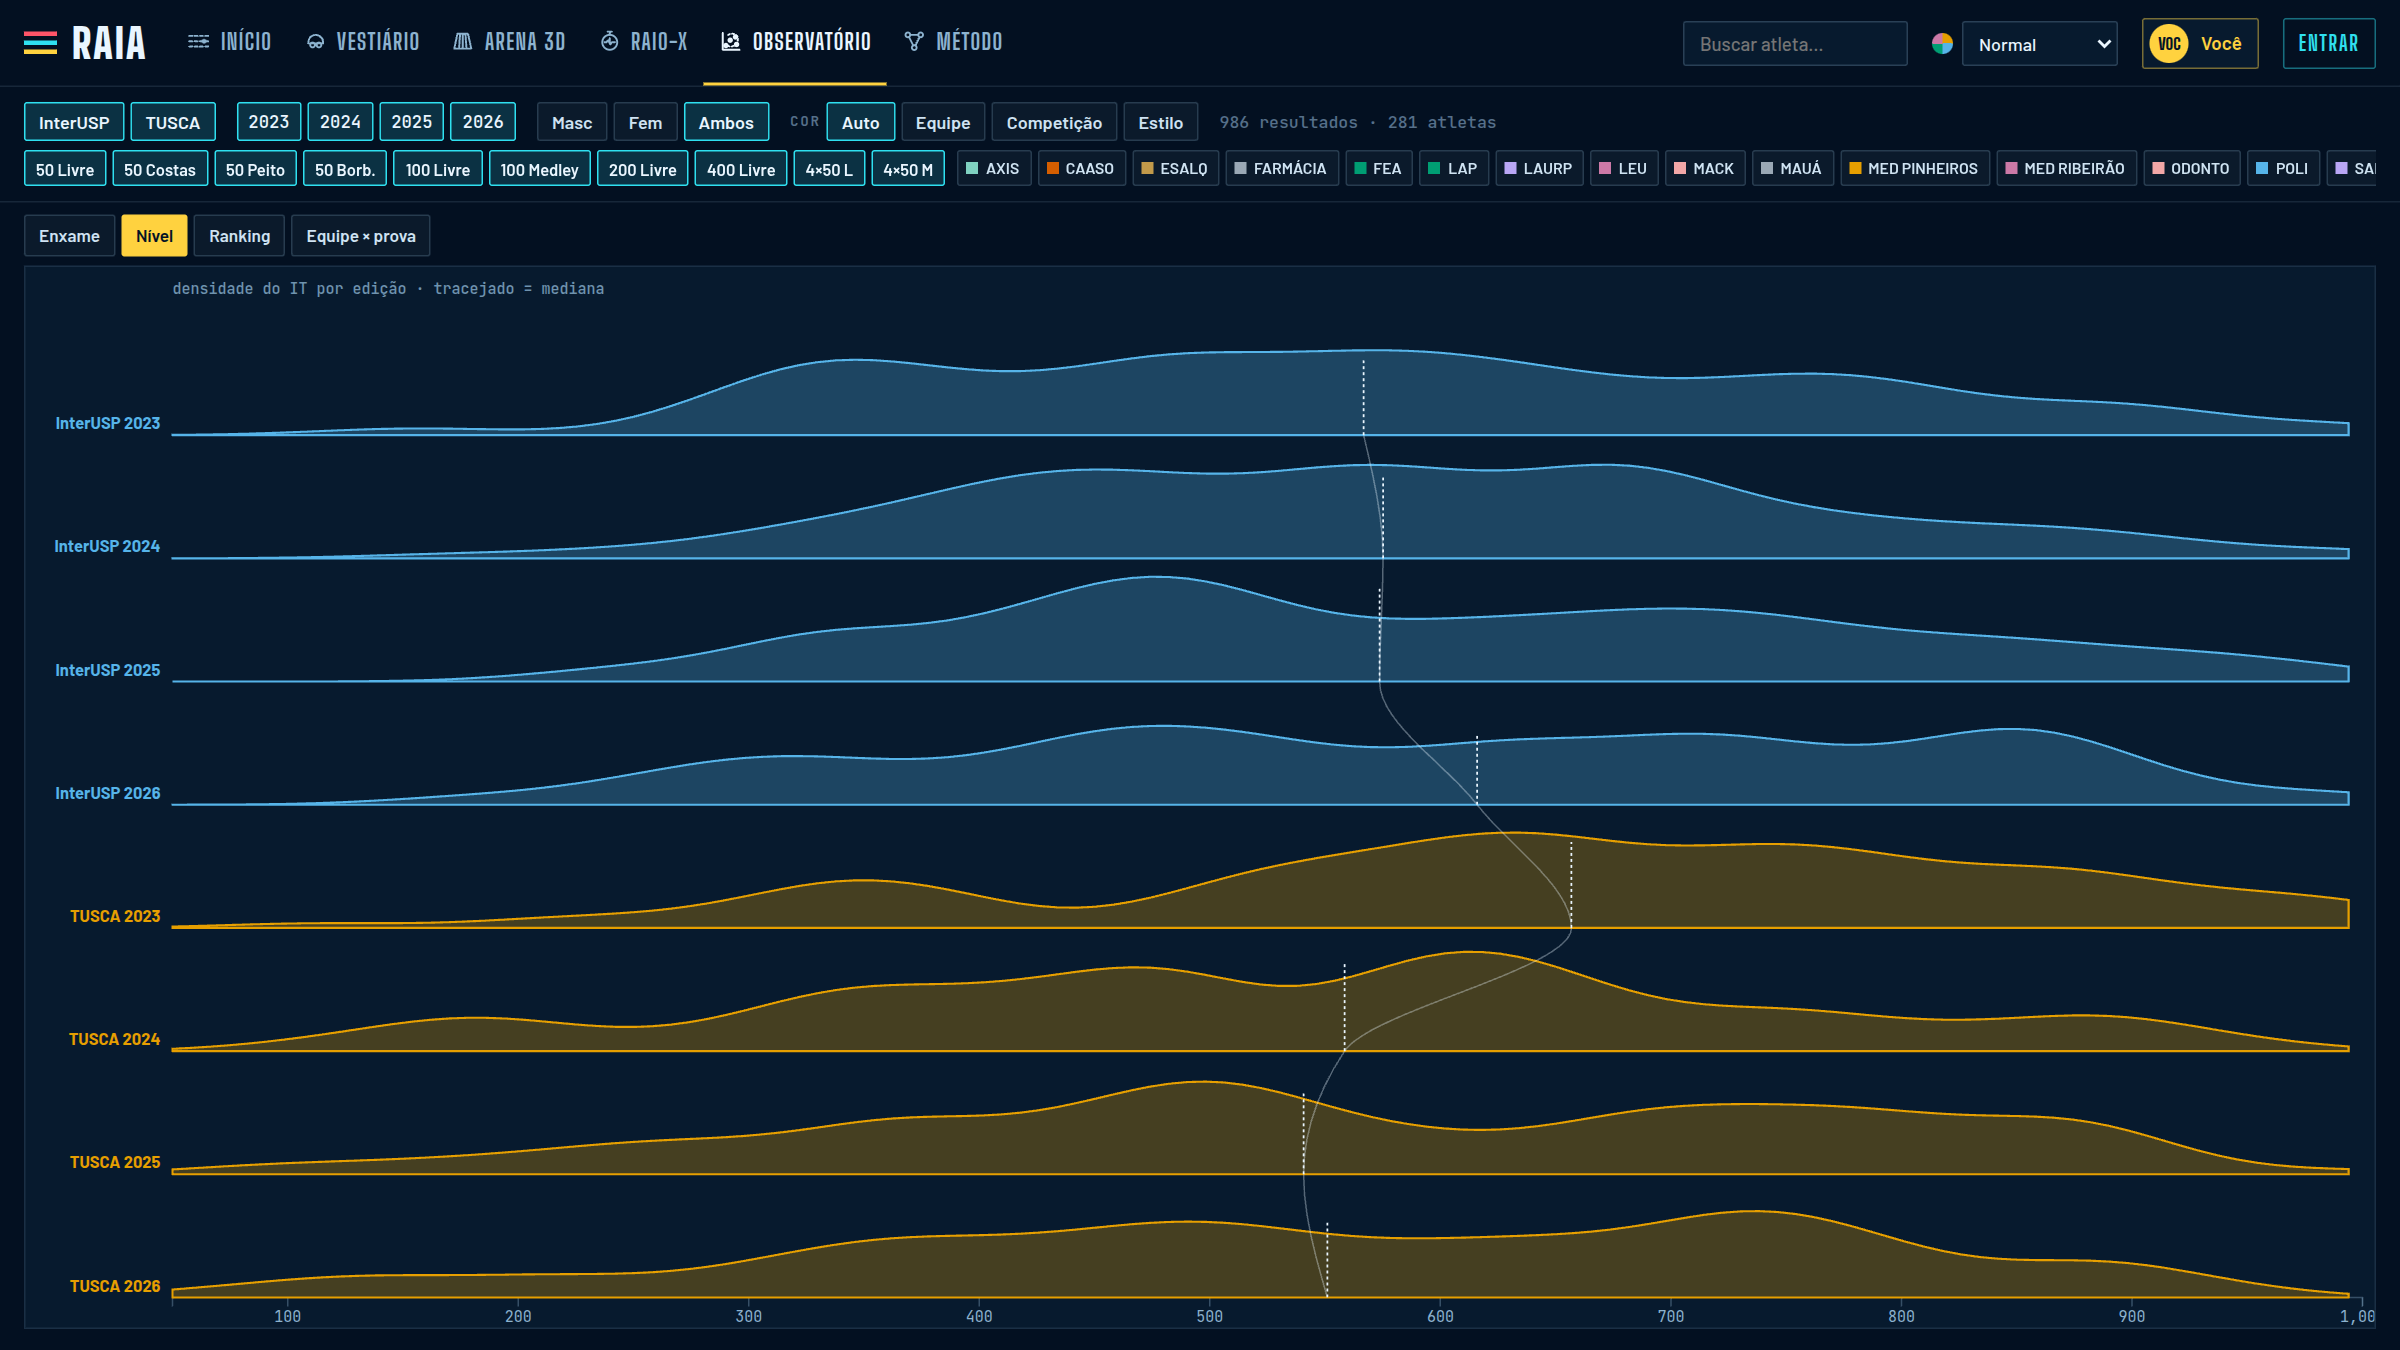 RAIA INÍCIO VESTIÁRIO ARENA 3D RAIO-X OBSERVATÓRIO MÉTODO Buscar atleta... Normal VOC Você ENTRAR
InterUSP TUSCA 2023 2024 2025 2026 Masc Fem Ambos COR Auto Equipe Competição Estilo 986 resultados · 281 atletas
50 Livre 50 Costas 50 Peito 50 Borb. 100 Livre 100 Medley 200 Livre 400 Livre 4×50 L 4×50 M AXIS CAASO ESALQ FARMÁCIA FEA LAP LAURP LEU MACK MAUÁ MED PINHEIROS MED RIBEIRÃO ODONTO POLI
Enxame Nível Ranking Equipe × prova
densidade do IT por edição · tracejado = mediana
InterUSP 2023
InterUSP 2024
InterUSP 2025
InterUSP 2026
TUSCA 2023
TUSCA 2024
TUSCA 2025
TUSCA 2026
100 200 300 400 500 600 700 800 900 1,00